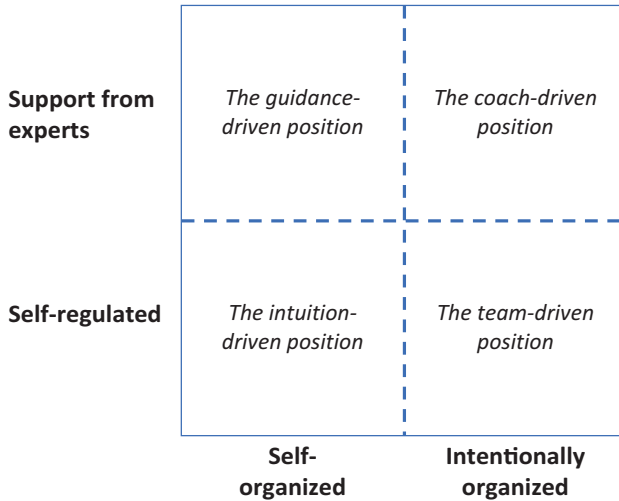 Support from
experts
The guidance-
driven position
The coach-driven
position
Self-regulated
The intuition-
driven position
The team-driven
position
Self-
organized
Intentionally
organized